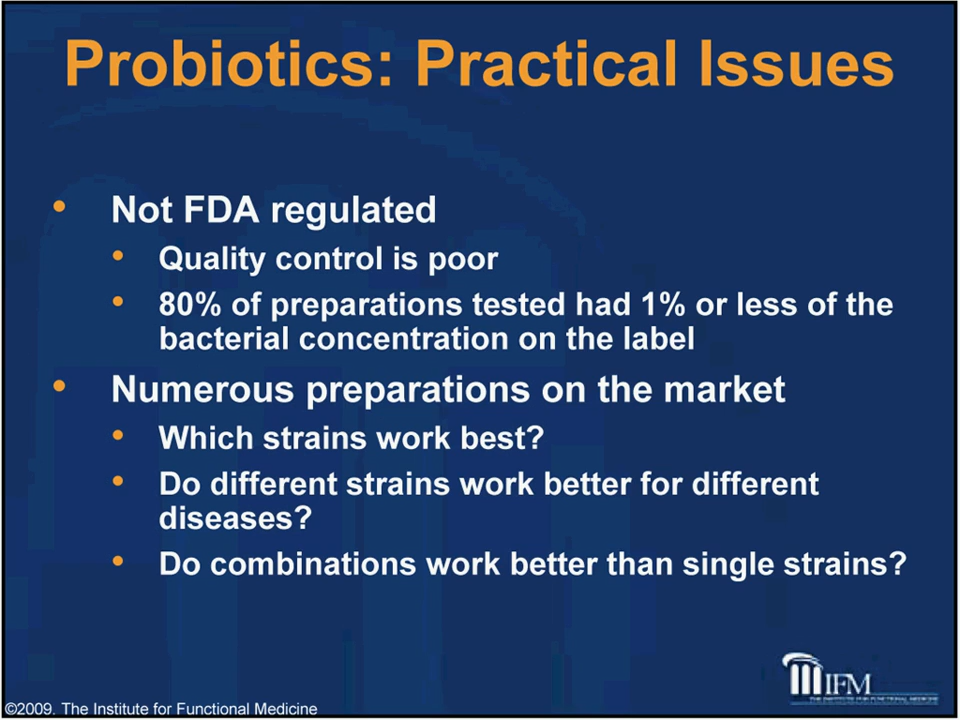 Probiotics: Practical Issues
• Not FDA regulated
• Quality control is poor
• 80% of preparations tested had 1% or less of the
bacterial concentration on the label
• Numerous preparations on the market
• Which strains work best?
• Do different strains work better for different
diseases?
• Do combinations work better than single strains?
IFM
THE INSTITUTE FOR FUNCTIONAL MEDICINE
©2009. The Institute for Functional Medicine